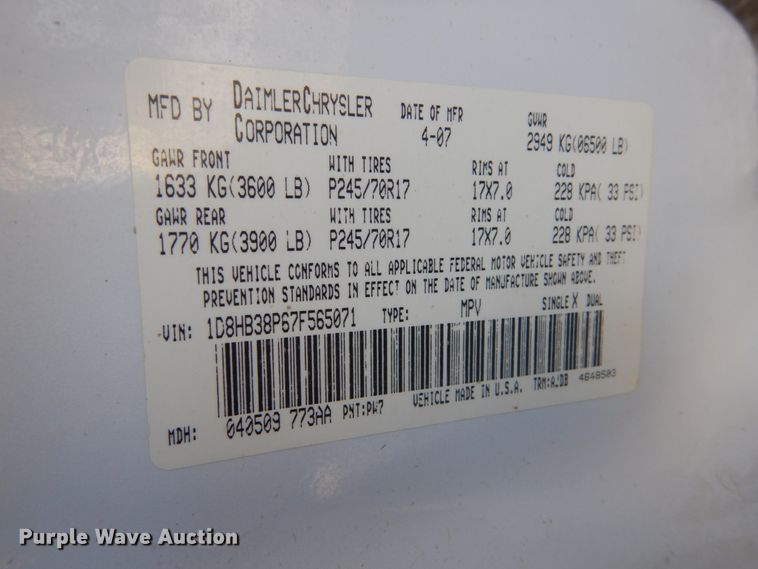 MFD BY DAIMLERCHRYSLER CORPORATION DATE OF MFR 4-07 GVWR 2949 KG(06500 LB)
GAWR FRONT WITH TIRES RIMS AT COLD
1633 KG(3600 LB) P245/70R17 17X7.0 228 KPA( 33 PSI)
GAWR REAR WITH TIRES RIMS AT COLD
1770 KG(3900 LB) P245/70R17 17X7.0 228 KPA( 33 PSI)
THIS VEHICLE CONFORMS TO ALL APPLICABLE FEDERAL MOTOR VEHICLE SAFETY AND THEFT
PREVENTION STANDARDS IN EFFECT ON THE DATE OF MANUFACTURE SHOWN ABOVE.
VIN: 1D8HB38P67F565071 TYPE: MPV SINGLE X DUAL
MDH: 040509 773AA PNT:PW7 VEHICLE MADE IN U.S.A. TRM:AJDB 4648503
Purple Wave Auction